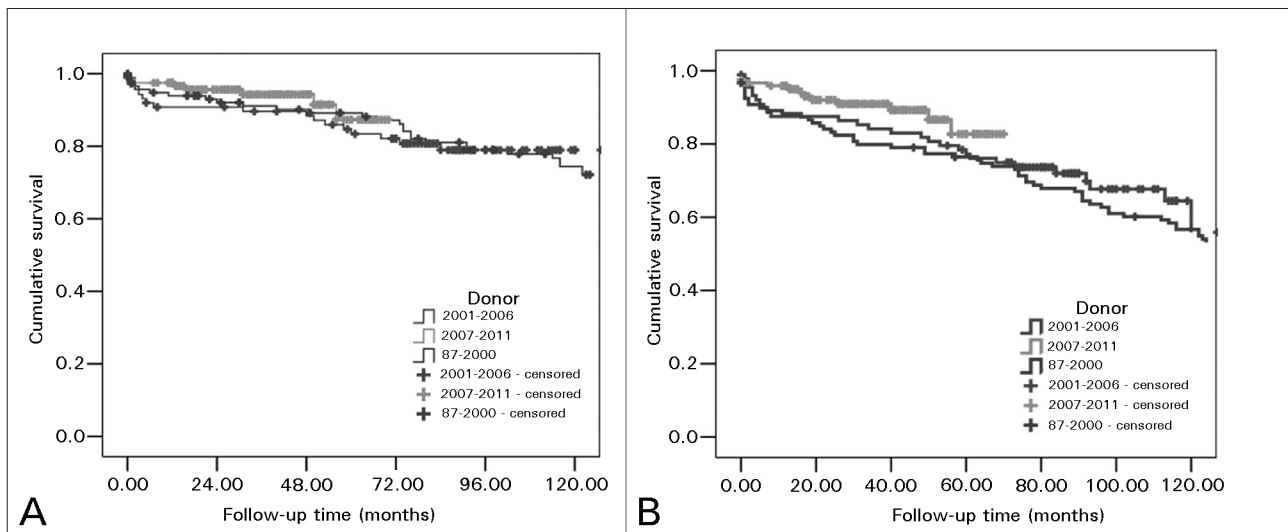 1.0
0.8
0.6
0.4
0.2
0.0
Cumulative survival
Donor
2001-2006
2007-2011
87-2000
2001-2006 - censored
2007-2011 - censored
87-2000 - censored
0.00 24.00 48.00 72.00 96.00 120.00
Follow-up time (months)
A
1.0
0.8
0.6
0.4
0.2
0.0
Cumulative survival
Donor
2001-2006
2007-2011
87-2000
2001-2006 - censored
2007-2011 - censored
87-2000 - censored
0.00 20.00 40.00 60.00 80.00 100.00 120.00
Follow-up time (months)
B